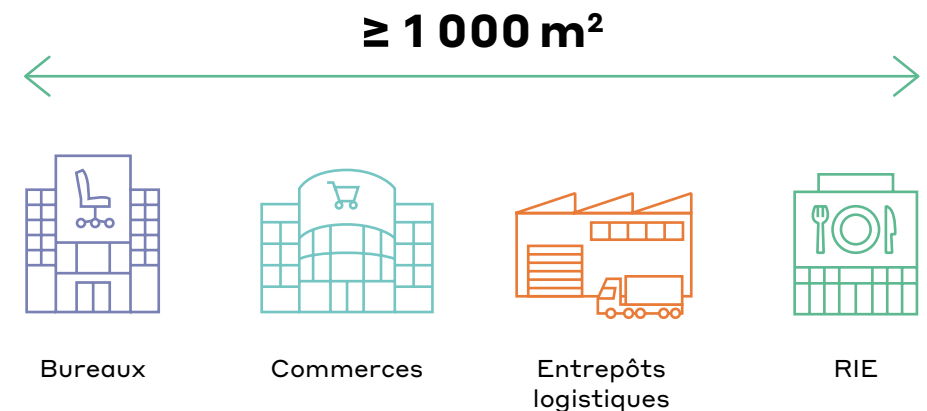 ≥ 1 000 m²
Bureaux
Commerces
Entrepôts
logistiques
RIE